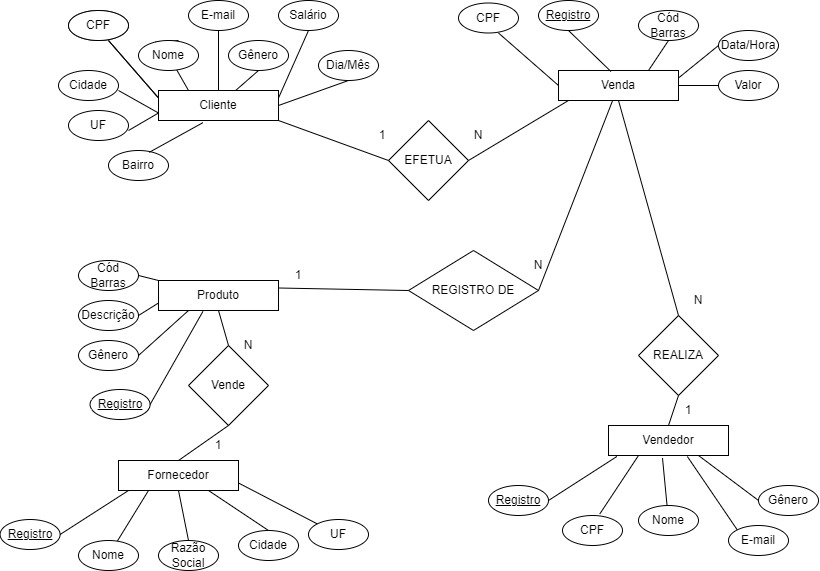 E-mail
Salário
CPF
Nome
Gênero
Dia/Mês
Cidade
Cliente
UF
Bairro
CPF
Registro
Cód
Barras
Data/Hora
Venda
Valor
1
EFETUA
N
Cód
Barras
Produto
1
REGISTRO DE
N
Descrição
Gênero
Registro
N
Vende
1
N
REALIZA
1
Fornecedor
Registro
Nome
Razão
Social
Cidade
UF
Vendedor
Registro
CPF
Nome
E-mail
Gênero